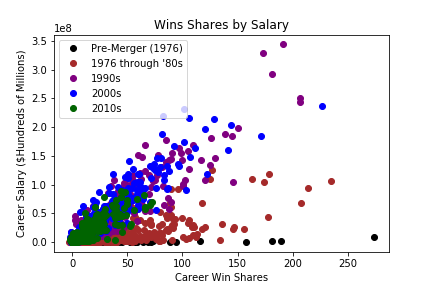 Wins Shares by Salary
1e8
Pre-Merger (1976)
1976 through '80s
1990s
2000s
2010s
3.5
3.0
2.5
2.0
1.5
1.0
0.5
0.0
Career Salary ($Hundreds of Millions)
0 50 100 150 200 250
Career Win Shares